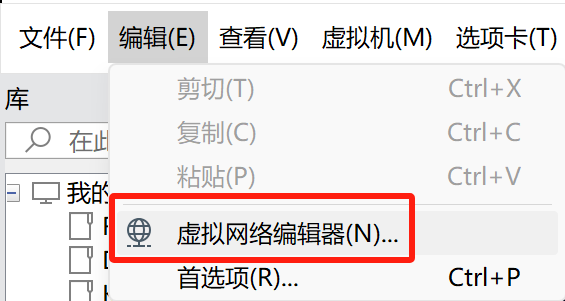 文件(F) 编辑(E) 查看(V) 虚拟机(M) 选项卡(T)
库
剪切(T) Ctrl+X
在此
复制(C) Ctrl+C
粘贴(P) Ctrl+V
我的
虚拟网络编辑器(N)...
首选项(R)... Ctrl+P